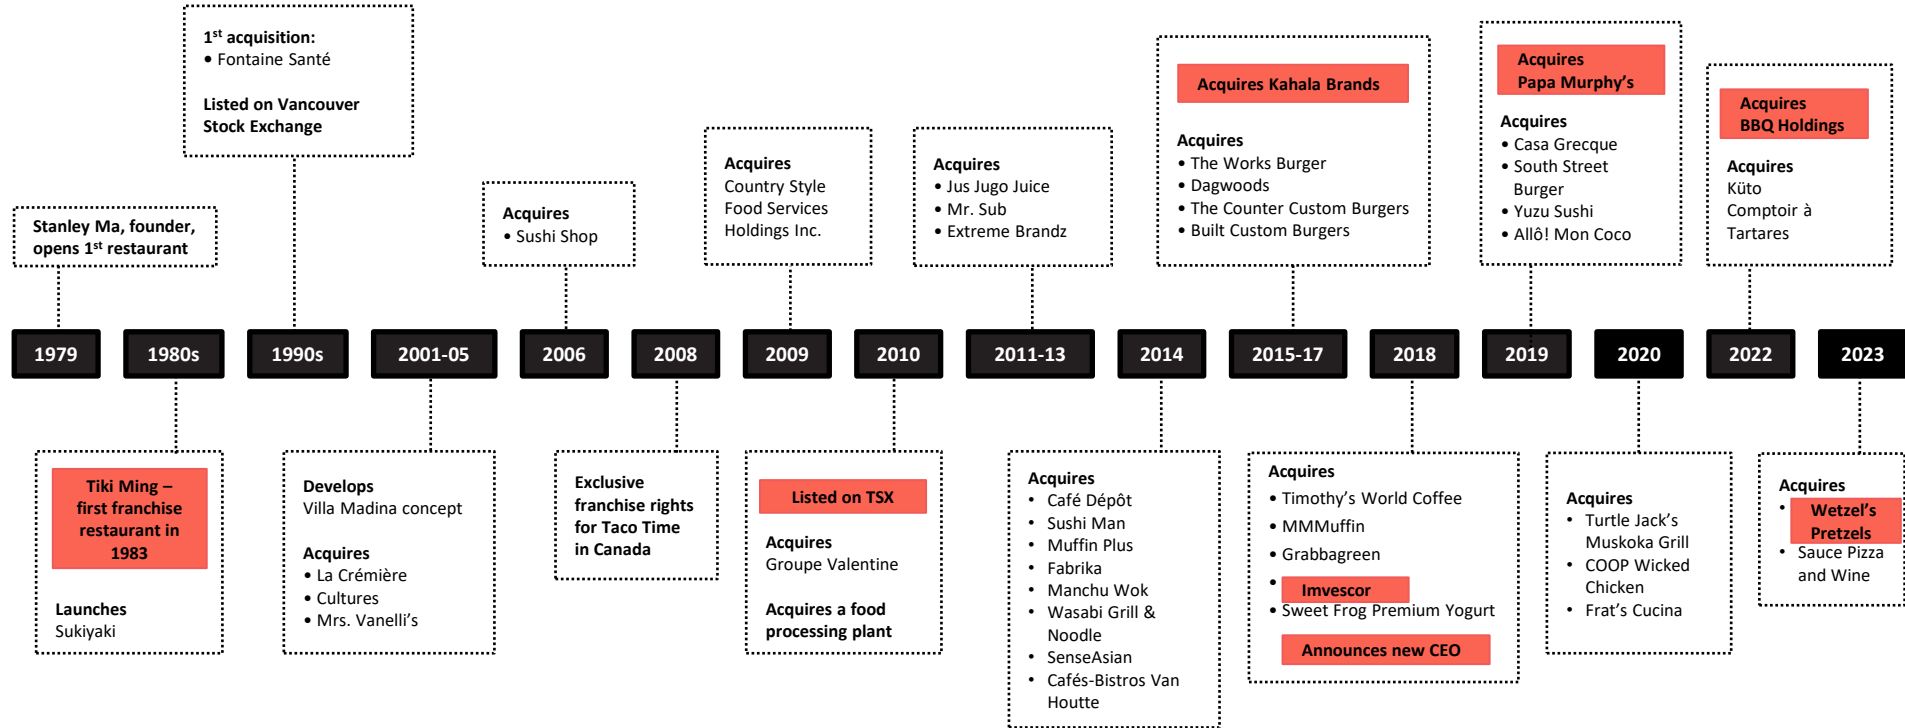 1st acquisition:
• Fontaine Santé
Listed on Vancouver
Stock Exchange
Stanley Ma, founder,
opens 1st restaurant
Acquires
• Sushi Shop
Acquires
Country Style
Food Services
Holdings Inc.
Acquires
• Jus Jugo Juice
• Mr. Sub
• Extreme Brandz
Acquires Kahala Brands
Acquires
• The Works Burger
• Dagwoods
• The Counter Custom Burgers
• Built Custom Burgers
Acquires
Papa Murphy's
Acquires
• Casa Grecque
• South Street
Burger
• Yuzu Sushi
• Allô! Mon Coco
Acquires
BBQ Holdings
Acquires
Küto
Comptoir à
Tartares
1979
1980s
1990s
2001-05
2006
2008
2009
2010
2011-13
2014
2015-17
2018
2019
2020
2022
2023
Tiki Ming –
first franchise
restaurant in
1983
Launches
Sukiyaki
Develops
Villa Madina concept
Acquires
• La Crémière
• Cultures
• Mrs. Vanelli's
Exclusive
franchise rights
for Taco Time
in Canada
Listed on TSX
Acquires
Groupe Valentine
Acquires a food
processing plant
Acquires
• Café Dépôt
• Sushi Man
• Muffin Plus
• Fabrika
• Manchu Wok
• Wasabi Grill &
Noodle
• SenseAsian
• Cafés-Bistros Van
Houtte
Acquires
• Timothy's World Coffee
• MMMuffin
• Grabbagreen
• Imvescor
• Sweet Frog Premium Yogurt
Announces new CEO
Acquires
• Turtle Jack's
Muskoka Grill
• COOP Wicked
Chicken
• Frat's Cucina
Acquires
• Wetzel's
Pretzels
• Sauce Pizza
and Wine